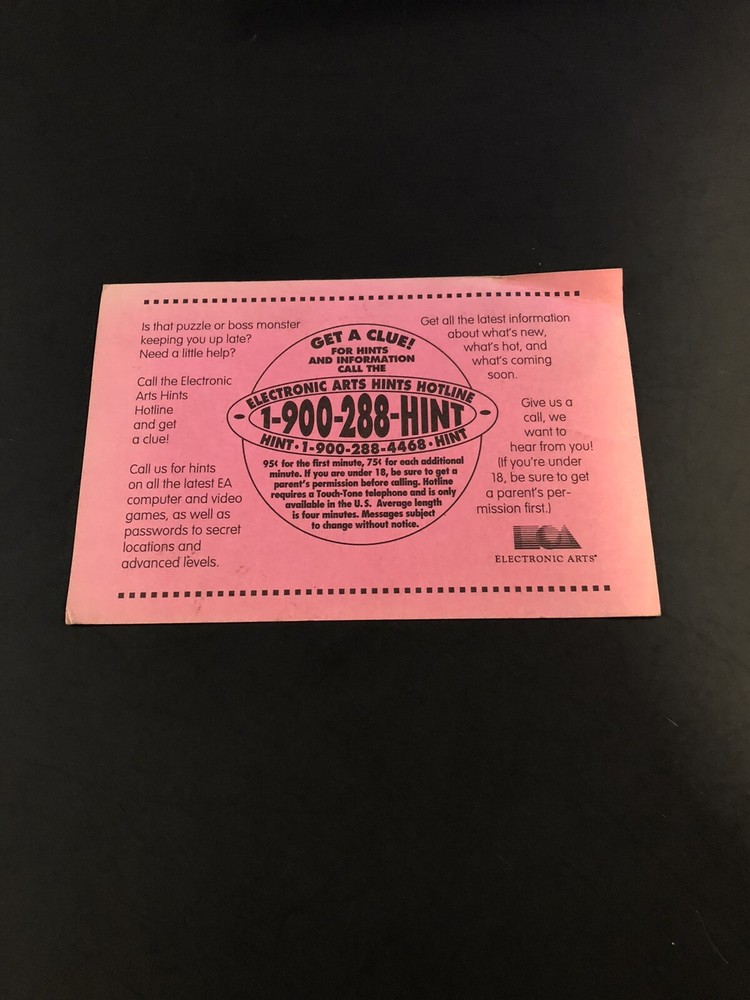 Is that puzzle or boss monster
keeping you up late?
Need a little help?
Call the Electronic
Arts Hints
Hotline
and get
a clue!
Call us for hints
on all the latest EA
computer and video
games, as well as
passwords to secret
locations and
advanced levels.
GET A CLUE!
FOR HINTS
AND INFORMATION
CALL THE
ELECTRONIC ARTS HINTS HOTLINE
1-900-288-HINT
HINT • 1-900-288-4468 • HINT
95¢ for the first minute, 75¢ for each additional
minute. If you are under 18, be sure to get a
parent's permission before calling. Hotline
requires a Touch-Tone telephone and is only
available in the U.S. Average length
is four minutes. Messages subject
to change without notice.
Get all the latest information
about what's new,
what's hot, and
what's coming
soon.
Give us a
call, we
want to
hear from you!
(If you're under
18, be sure to get
a parent's per-
mission first.)
EA
ELECTRONIC ARTS®